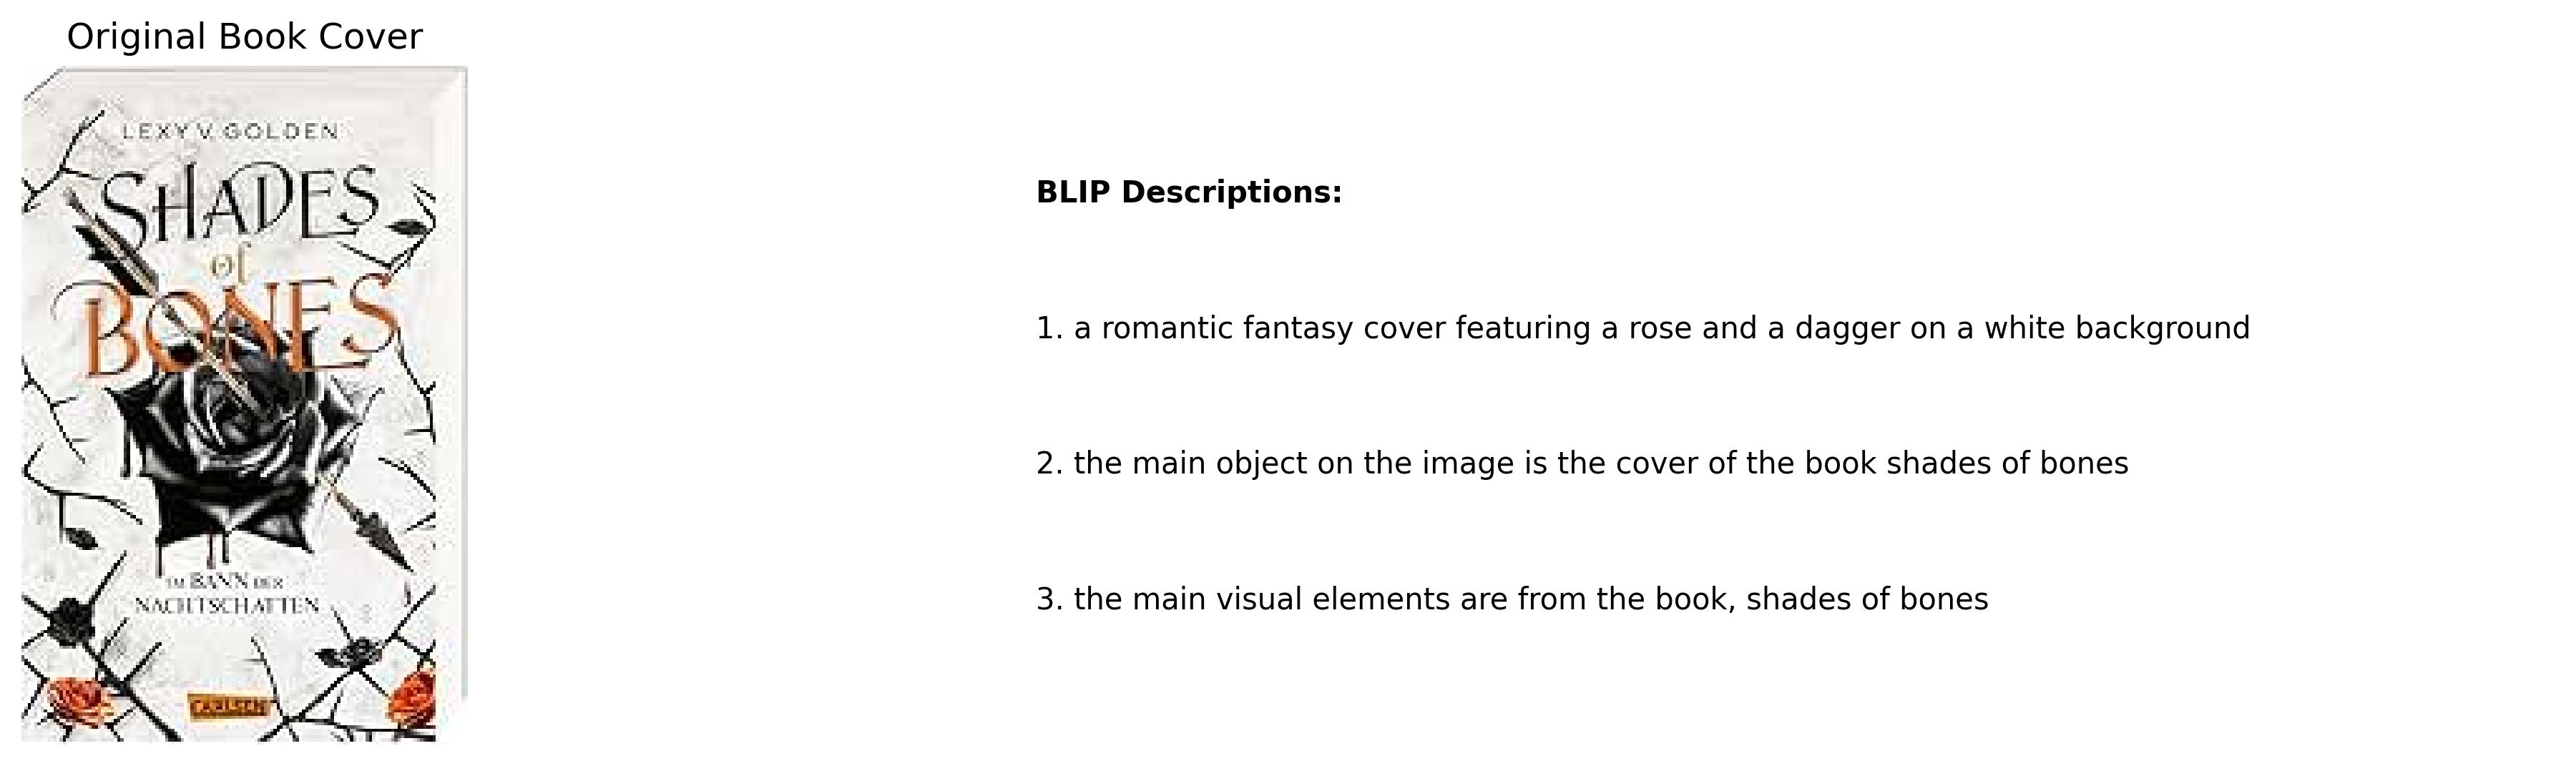 Original Book Cover
LEXY V. GOLDEN
SHADES
of
BONES
IM BANN DER
NACHTSCHATTEN
CARLSEN
BLIP Descriptions:
1. a romantic fantasy cover featuring a rose and a dagger on a white background
2. the main object on the image is the cover of the book shades of bones
3. the main visual elements are from the book, shades of bones